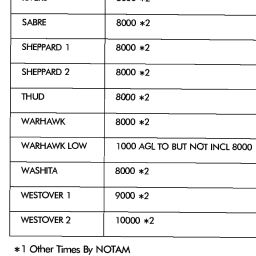 SABRE 8000 *2
SHEPPARD 1 8000 *2
SHEPPARD 2 8000 *2
THUD 8000 *2
WARHAWK 8000 *2
WARHAWK LOW 1000 AGL TO BUT NOT INCL 8000
WASHITA 8000 *2
WESTOVER 1 9000 *2
WESTOVER 2 10000 *2
*1 Other Times By NOTAM